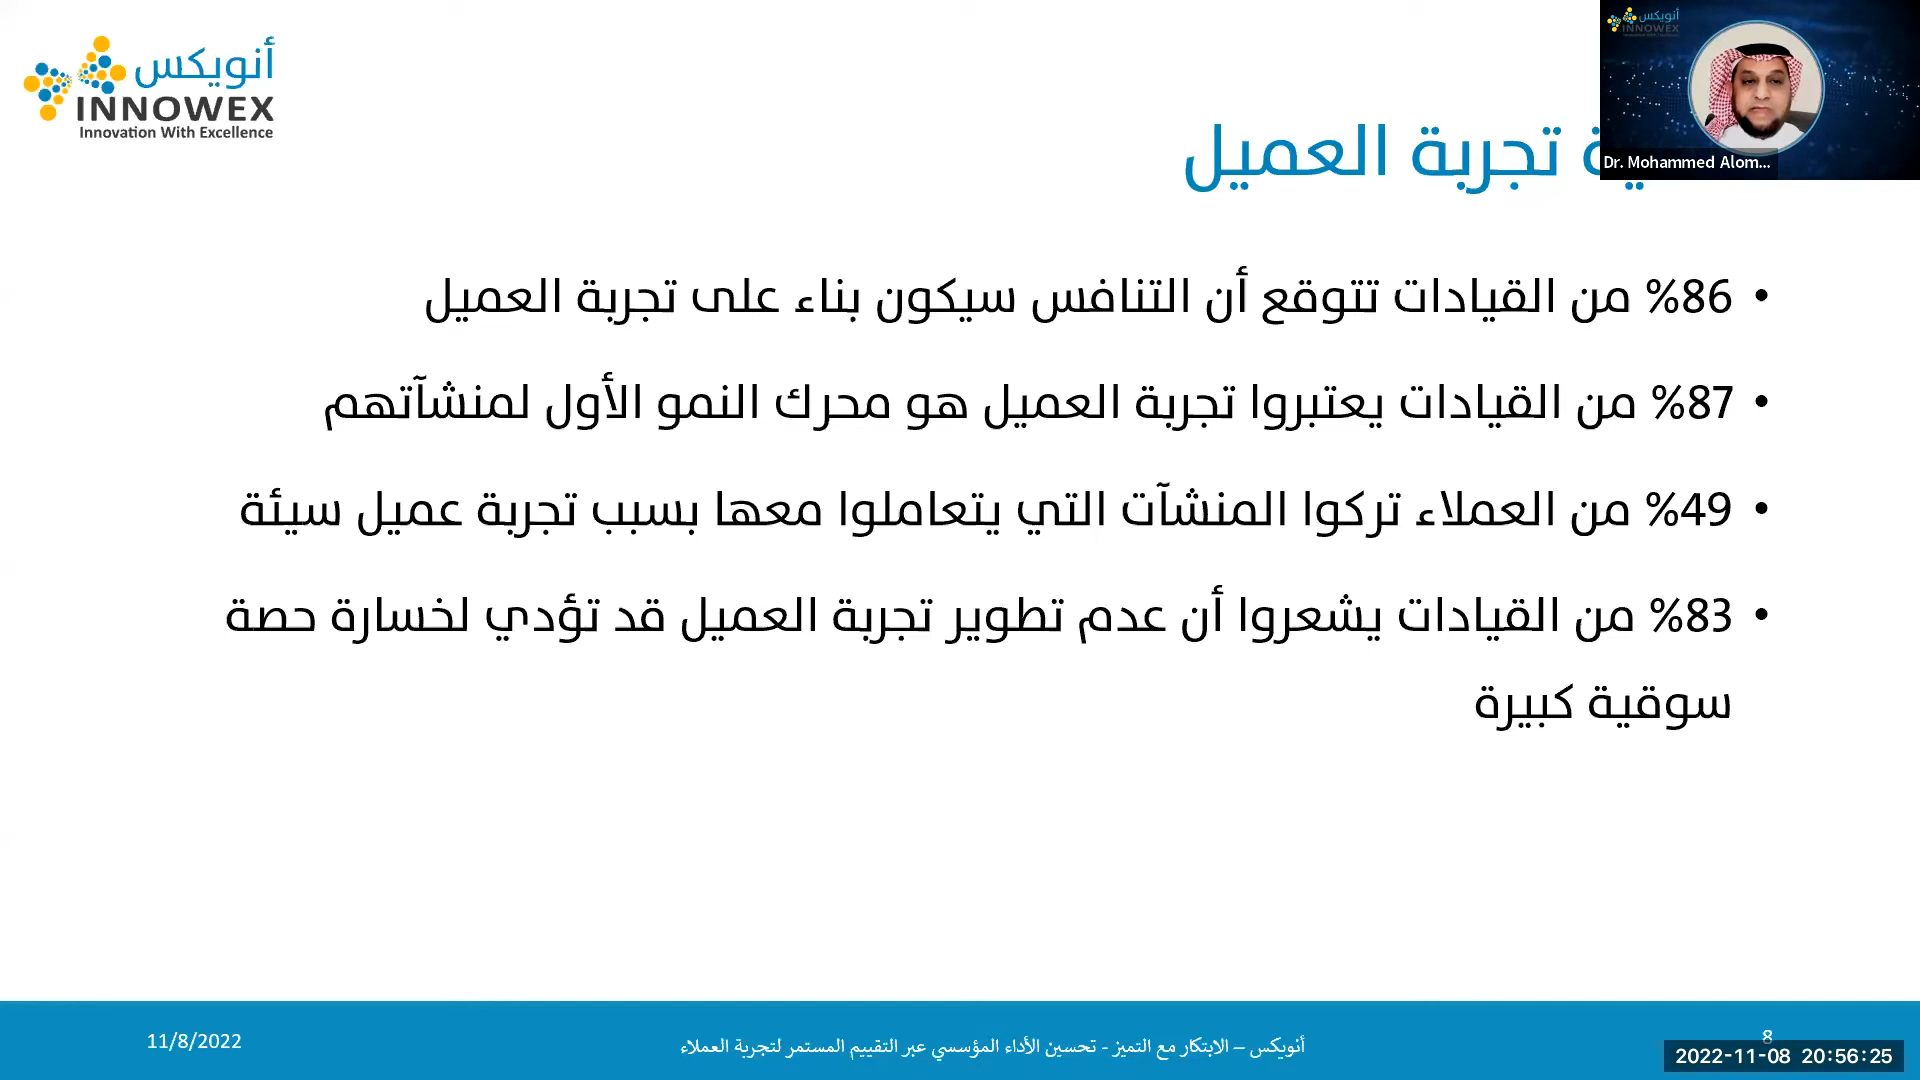 أنويكس
INNOWEX
Innovation With Excellence
أنويكس
INNOWEX
Dr. Mohammed Alom...
تجربة العميل
• 86% من القيادات تتوقع أن التنافس سيكون بناء على تجربة العميل
• 87% من القيادات يعتبروا تجربة العميل هو محرك النمو الأول لمنشآتهم
• 49% من العملاء تركوا المنشآت التي يتعاملوا معها بسبب تجربة عميل سيئة
• 83% من القيادات يشعروا أن عدم تطوير تجربة العميل قد تؤدي لخسارة حصة
سوقية كبيرة
11/8/2022
أنويكس – الابتكار مع التميز - تحسين الأداء المؤسسي عبر التقييم المستمر لتجربة العملاء
8
2022-11-08 20:56:25